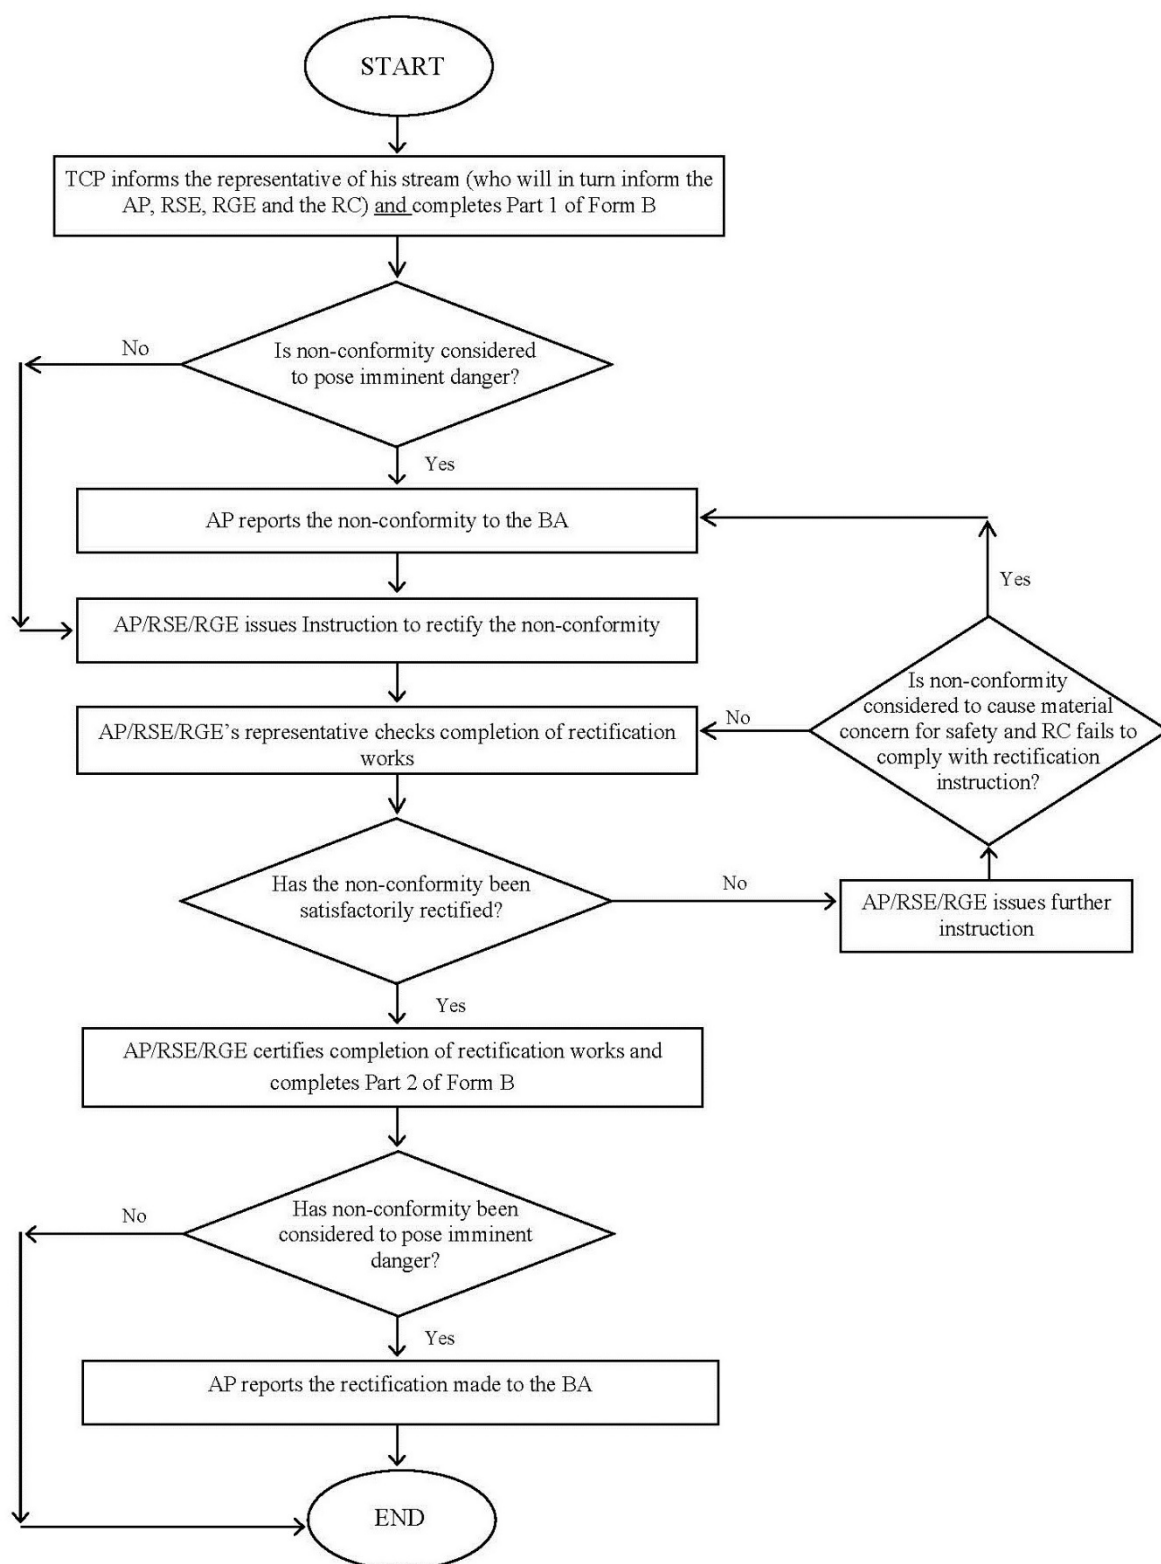 START
TCP informs the representative of his stream (who will in turn inform the
AP, RSE, RGE and the RC) and completes Part 1 of Form B
No
Is non-conformity considered
to pose imminent danger?
Yes
AP reports the non-conformity to the BA
Yes
AP/RSE/RGE issues Instruction to rectify the non-conformity
Is non-conformity
considered to cause material
concern for safety and RC fails to
comply with rectification
instruction?
No
AP/RSE/RGE’s representative checks completion of rectification
works
Has the non-conformity been
satisfactorily rectified?
No
AP/RSE/RGE issues further
instruction
Yes
AP/RSE/RGE certifies completion of rectification works and
completes Part 2 of Form B
No
Has non-conformity been
considered to pose imminent
danger?
Yes
AP reports the rectification made to the BA
END